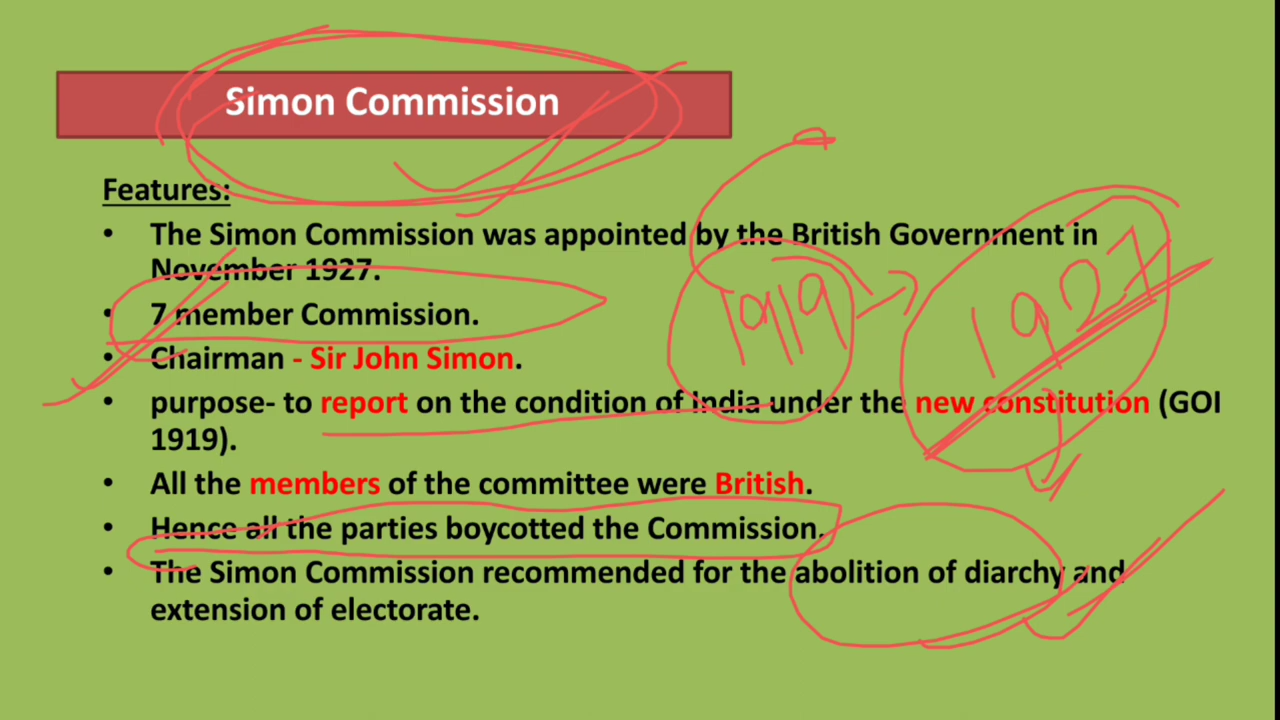 Simon Commission
Features:
• The Simon Commission was appointed by the British Government in
November 1927.
• 7 member Commission.
• Chairman - Sir John Simon.
• purpose- to report on the condition of India under the new constitution (GOI
1919).
• All the members of the committee were British.
• Hence all the parties boycotted the Commission.
• The Simon Commission recommended for the abolition of diarchy and
extension of electorate.
1919
1927